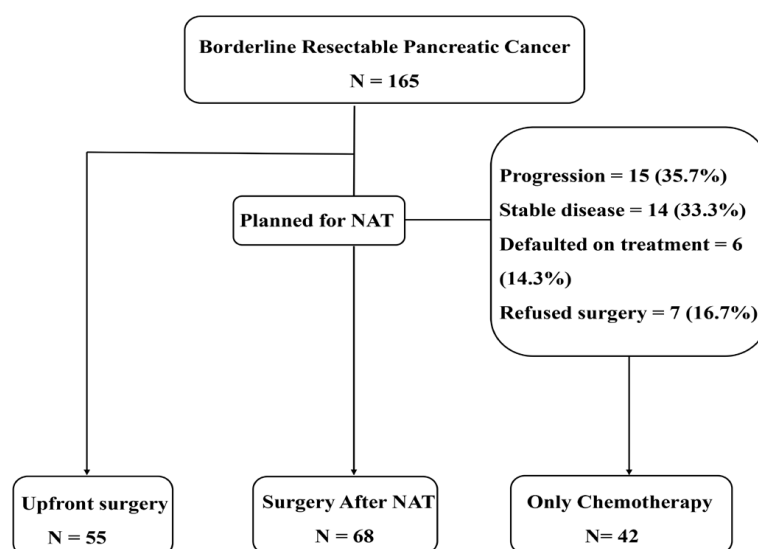 Borderline Resectable Pancreatic Cancer
N = 165
Progression = 15 (35.7%)
Stable disease = 14 (33.3%)
Defaulted on treatment = 6
(14.3%)
Refused surgery = 7 (16.7%)
Planned for NAT
Upfront surgery
N = 55
Surgery After NAT
N = 68
Only Chemotherapy
N= 42